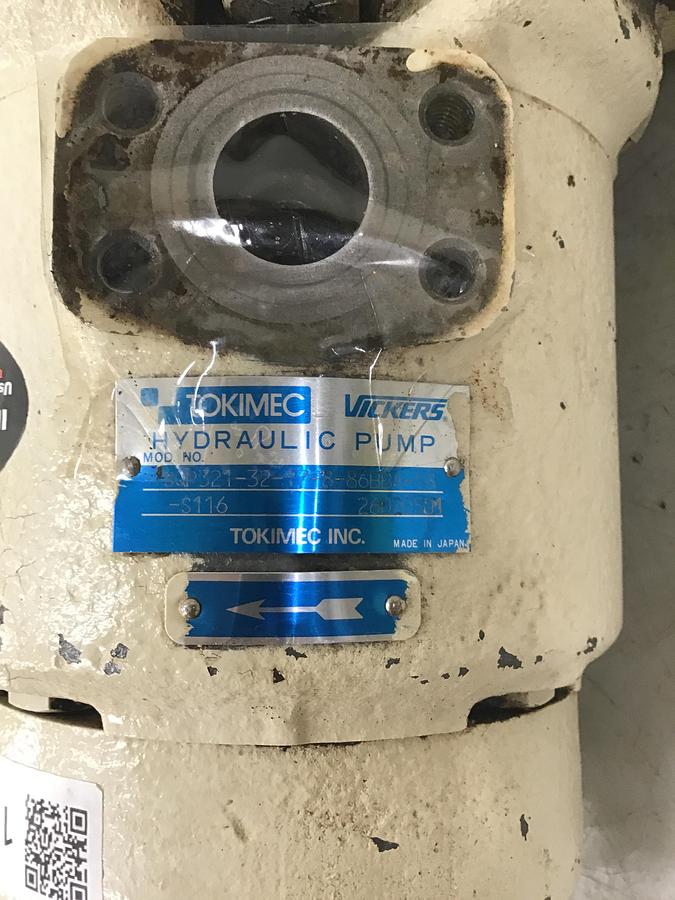 TOKIMEC VICKERS
HYDRAULIC PUMP
MOD. NO.
-S116
TOKIMEC INC. MADE IN JAPAN